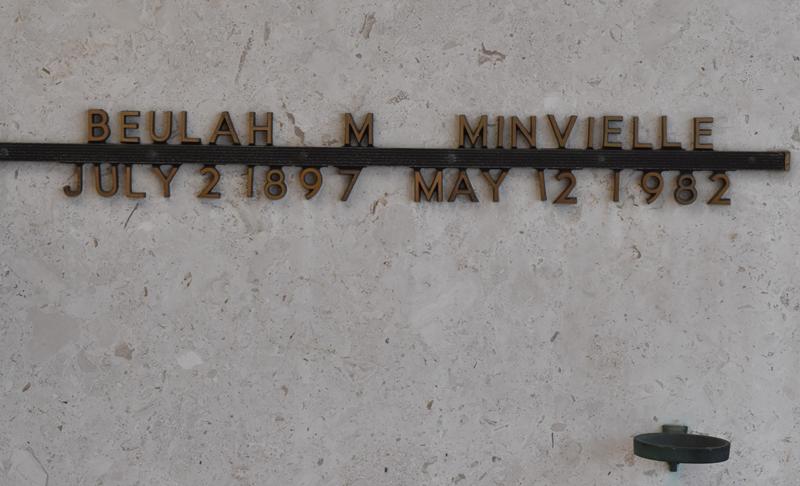 BEULAH M MINVIELLE
JULY 2 1897 MAY 12 1982